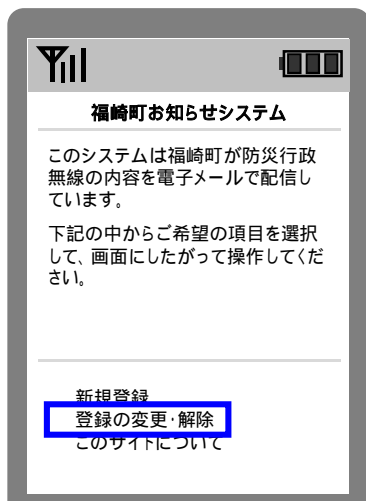 福崎町お知らせシステム
このシステムは福崎町が防災行政
無線の内容を電子メールで配信し
ています。
下記の中からご希望の項目を選択
して、画面にしたがって操作してくだ
さい。
新規登録
登録の変更・解除
このサイトについて